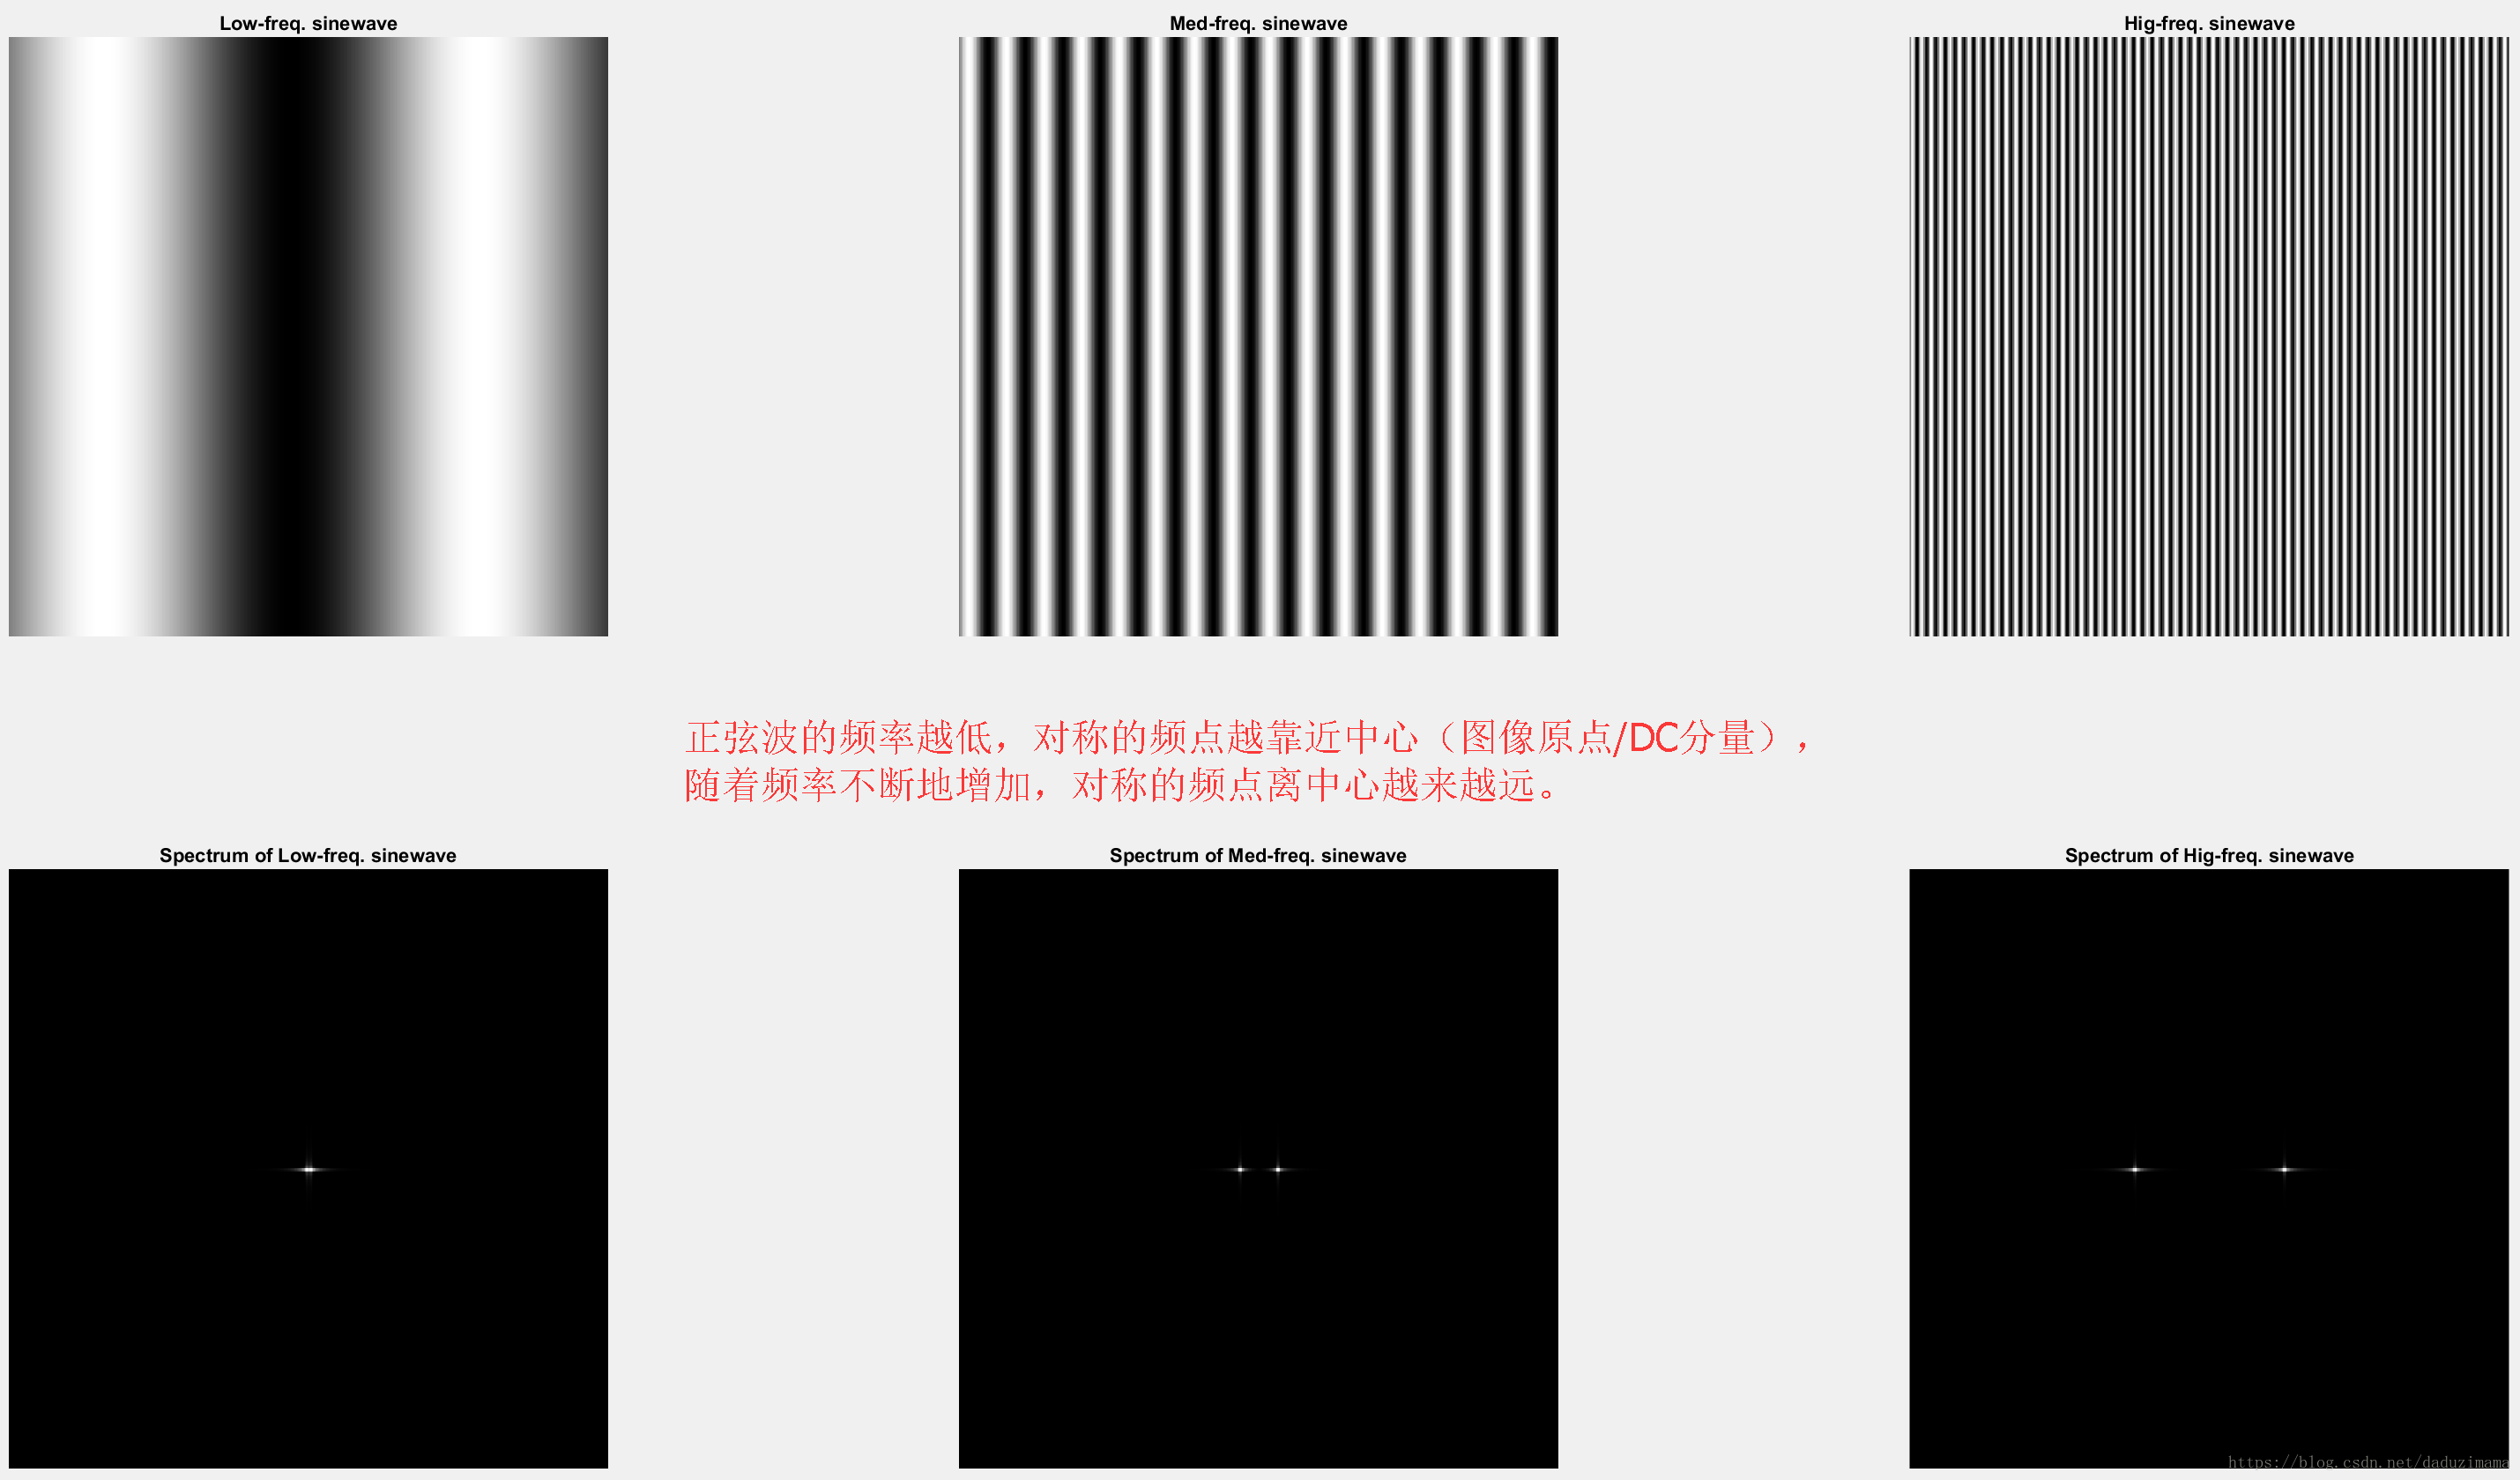 Low-freq. sinewave
Med-freq. sinewave
Hig-freq. sinewave
正弦波的频率越低，对称的频点越靠近中心（图像原点/DC分量），
随着频率不断地增加，对称的频点离中心越来越远。
Spectrum of Low-freq. sinewave
Spectrum of Med-freq. sinewave
Spectrum of Hig-freq. sinewave
https://blog.csdn.net/daduzimama